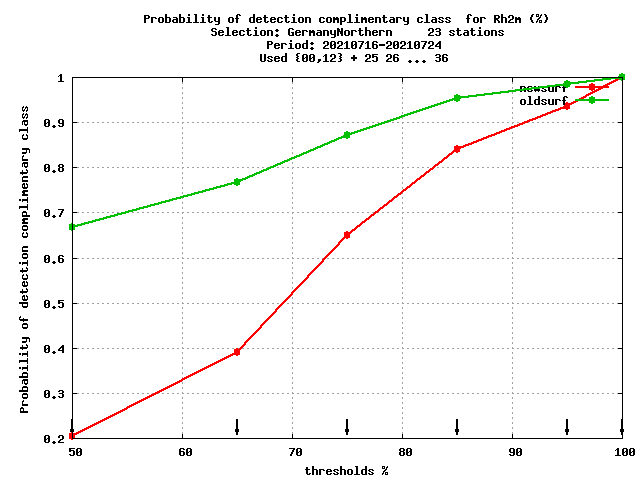 Probability of detection complimentary class  for Rh2m (%)
Selection: GermanyNorthern     23 stations
Period: 20210716-20210724
Used {00,12} + 25 26 ... 36
Probability of detection complimentary class
1
0.9
0.8
0.7
0.6
0.5
0.4
0.3
0.2
newsurf
oldsurf
50 60 70 80 90 100
thresholds %